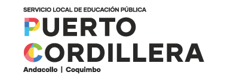 SERVICIO LOCAL DE EDUCACIÓN PÚBLICA
PUERTO
CORDILLERA
Andacollo | Coquimbo